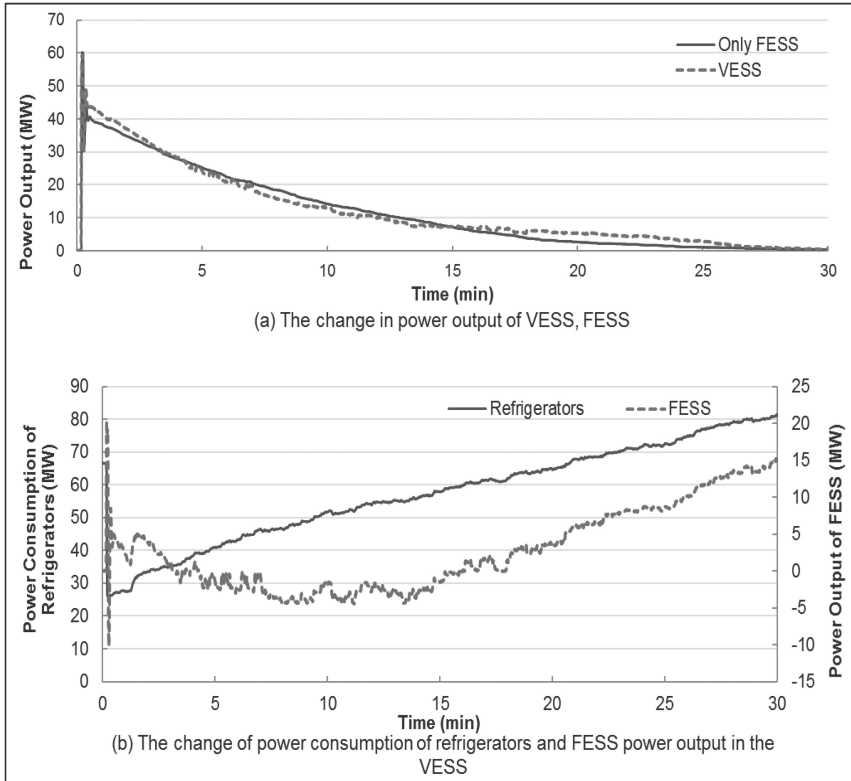 70
60
50
40
30
20
10
0
Power Output (MW)
Only FESS
VESS
0 5 10 15 20 25 30
Time (min)
(a) The change in power output of VESS, FESS
90
80
70
60
50
40
30
20
10
0
Power Consumption of
Refrigerators (MW)
Refrigerators FESS
25
20
15
10
5
0
-5
-10
-15
Power Output of FESS (MW)
0 5 10 15 20 25 30
Time (min)
(b) The change of power consumption of refrigerators and FESS power output in the
VESS